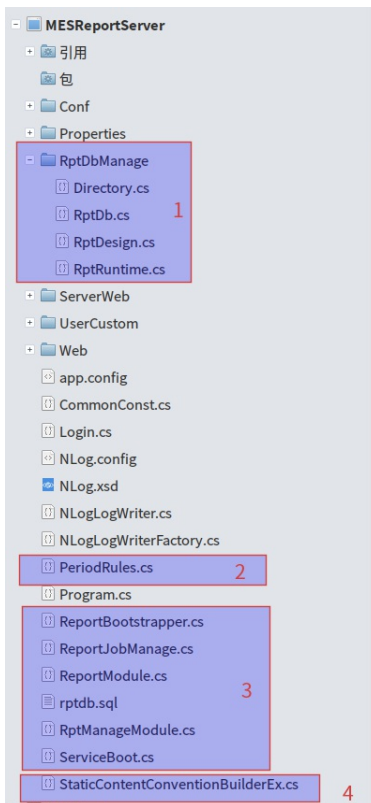 MESReportServer
引用
包
Conf
Properties
RptDbManage
Directory.cs
RptDb.cs
1
RptDesign.cs
RptRuntime.cs
ServerWeb
UserCustom
Web
app.config
CommonConst.cs
Login.cs
NLog.config
NLog.xsd
NLogLogWriter.cs
NLogLogWriterFactory.cs
PeriodRules.cs
2
Program.cs
ReportBootstrapper.cs
ReportJobManage.cs
ReportModule.cs
3
rptdb.sql
RptManageModule.cs
ServiceBoot.cs
StaticContentConventionBuilderEx.cs
4